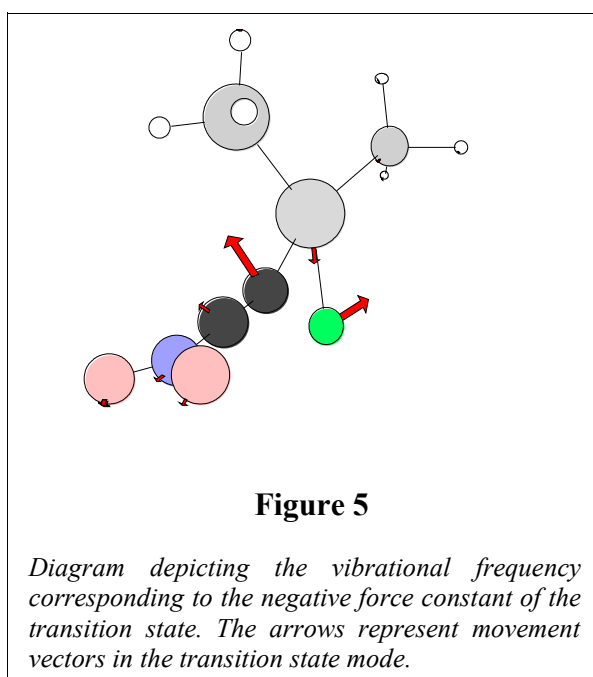 Figure 5
Diagram depicting the vibrational frequency
corresponding to the negative force constant of the
transition state. The arrows represent movement
vectors in the transition state mode.